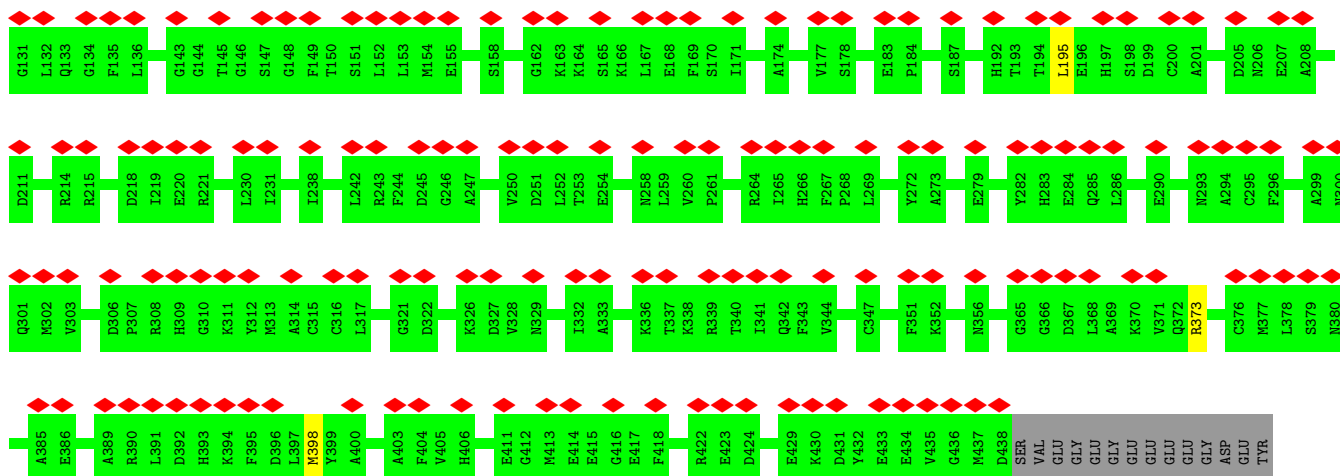 G131 L132 Q133 G134 F135 L136 G143 G144 T145 G146 S147 G148 F149 T150 S151 L152 L153 M154 E155 S158 G162 K163 K164 S165 K166 L167 E168 F169 S170 I171 A174 V177 S178 E183 P184 S187 H192 T193 T194 L195 E196 H197 S198 D199 C200 A201 D205 N206 E207 A208
D211 R214 R215 D218 I219 E220 R221 L230 I231 I238 L242 R243 F244 D245 G246 A247 V250 D251 L252 T253 E254 N258 L259 V260 P261 R264 I265 H266 F267 P268 L269 Y272 A273 E279 Y282 H283 E284 Q285 L286 E290 N293 A294 C295 F296 A299 N300
Q301 M302 V303 D306 P307 R308 H309 G310 K311 Y312 M313 A314 C315 C316 L317 G321 D322 K326 D327 V328 N329 I332 A333 K336 T337 K338 R339 T340 I341 Q342 F343 V344 C347 F351 K352 N356 G365 G366 D367 L368 A369 K370 V371 Q372 R373 C376 M377 L378 S379 N380
A385 E386 A389 R390 L391 D392 H393 K394 F395 D396 L397 M398 Y399 A400 A403 F404 V405 H406 E411 G412 M413 E414 E415 G416 E417 F418 R422 E423 D424 E429 K430 D431 Y432 E433 E434 V435 G436 M437 D438 SER VAL GLU GLY GLU GLY GLU GLU GLU GLU GLY ASP GLU TYR